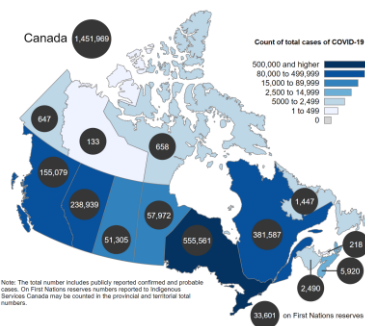 Canada
1,451,969
Count of total cases of COVID-19
500,000 and higher
80,000 to 499,999
15,000 to 89,999
2,500 to 14,999
5000 to 2,499
1 to 499
0
647
133
658
155,079
238,939
51,305
57,972
555,561
381,587
1,447
218
5,920
2,490
33,601 on First Nations reserves
Note: The total number includes publicly reported confirmed and probable
cases. On First Nations reserves numbers reported to Indigenous
Services Canada may be counted in the provincial and territorial total
numbers.